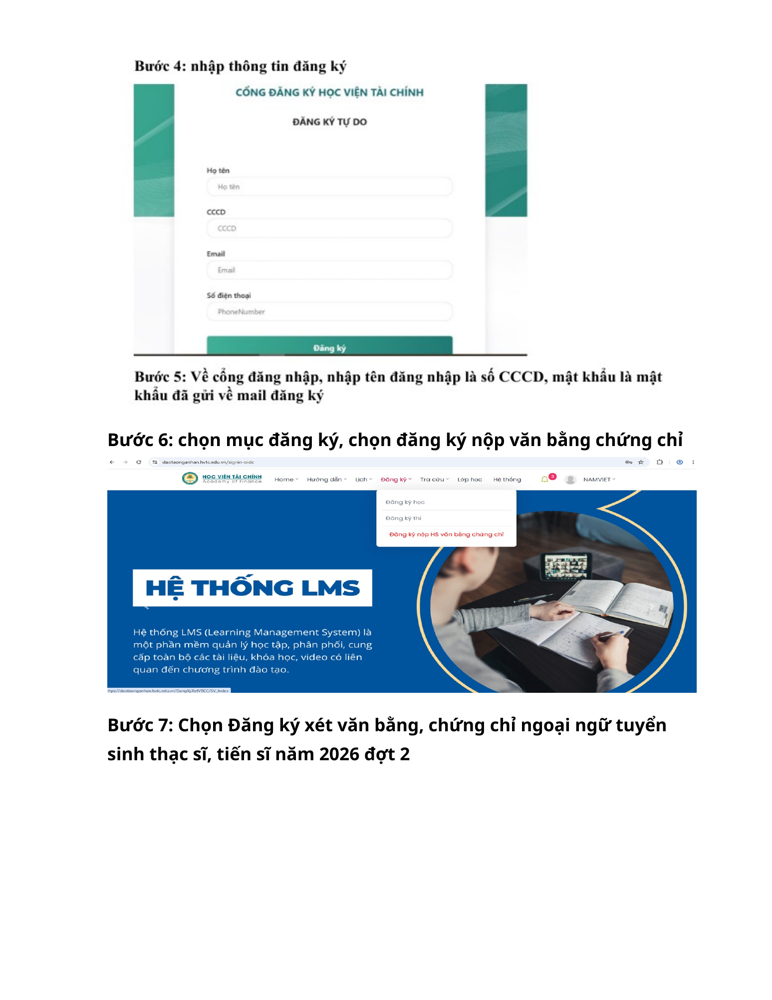 Bước 4: nhập thông tin đăng ký
CỔNG ĐĂNG KÝ HỌC VIỆN TÀI CHÍNH
ĐĂNG KÝ TỰ DO
Họ tên
Họ tên
CCCD
CCCD
Email
Email
Số điện thoại
PhoneNumber
Đăng ký
Bước 5: Về cổng đăng nhập, nhập tên đăng nhập là số CCCD, mật khẩu là mật
khẩu đã gửi về mail đăng ký
Bước 6: chọn mục đăng ký, chọn đăng ký nộp văn bằng chứng chỉ
daotaonganhan.hvtc.edu.vn/signin-oidc
HỌC VIỆN TÀI CHÍNH
Academy of Finance
Home Hướng dẫn Lịch Đăng ký Tra cứu Lớp học Hệ thống 3 NAMVIET
Đăng ký học
Đăng ký thi
Đăng ký nộp HS văn bằng chứng chỉ
HỆ THỐNG LMS
Hệ thống LMS (Learning Management System) là
một phần mềm quản lý học tập, phân phối, cung
cấp toàn bộ các tài liệu, khóa học, video có liên
quan đến chương trình đào tạo.
ttps://daotaonganhan.hvtc.edu.vn/DangKyXetVBCC/SV_Index
Bước 7: Chọn Đăng ký xét văn bằng, chứng chỉ ngoại ngữ tuyển
sinh thạc sĩ, tiến sĩ năm 2026 đợt 2